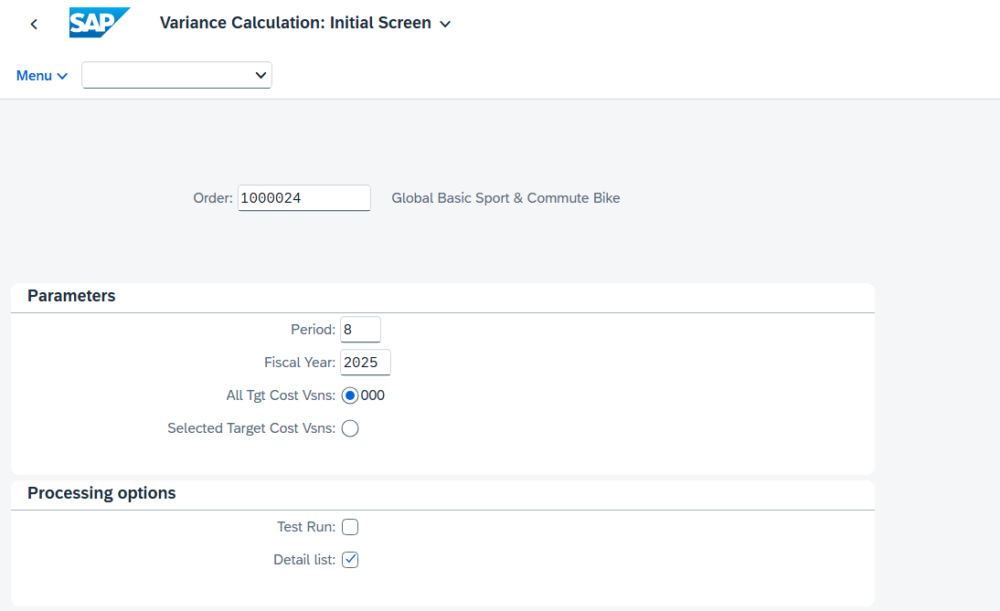 SAP Variance Calculation: Initial Screen
Menu
Order: 1000024 Global Basic Sport & Commute Bike
Parameters
Period: 8
Fiscal Year: 2025
All Tgt Cost Vsns: 000
Selected Target Cost Vsns:
Processing options
Test Run:
Detail list: